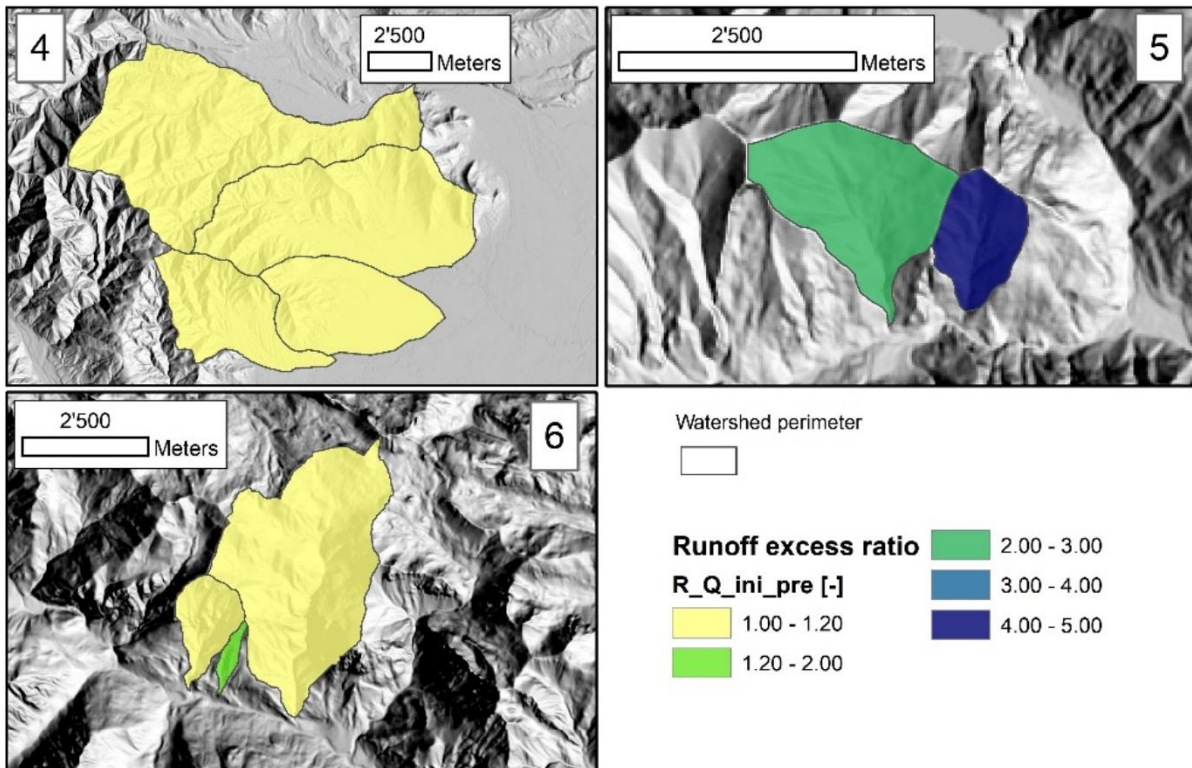 4
2'500
Meters
2'500
Meters
5
2'500
Meters
6
Watershed perimeter
Runoff excess ratio
R_Q_ini_pre [-]
1.00 - 1.20
1.20 - 2.00
2.00 - 3.00
3.00 - 4.00
4.00 - 5.00